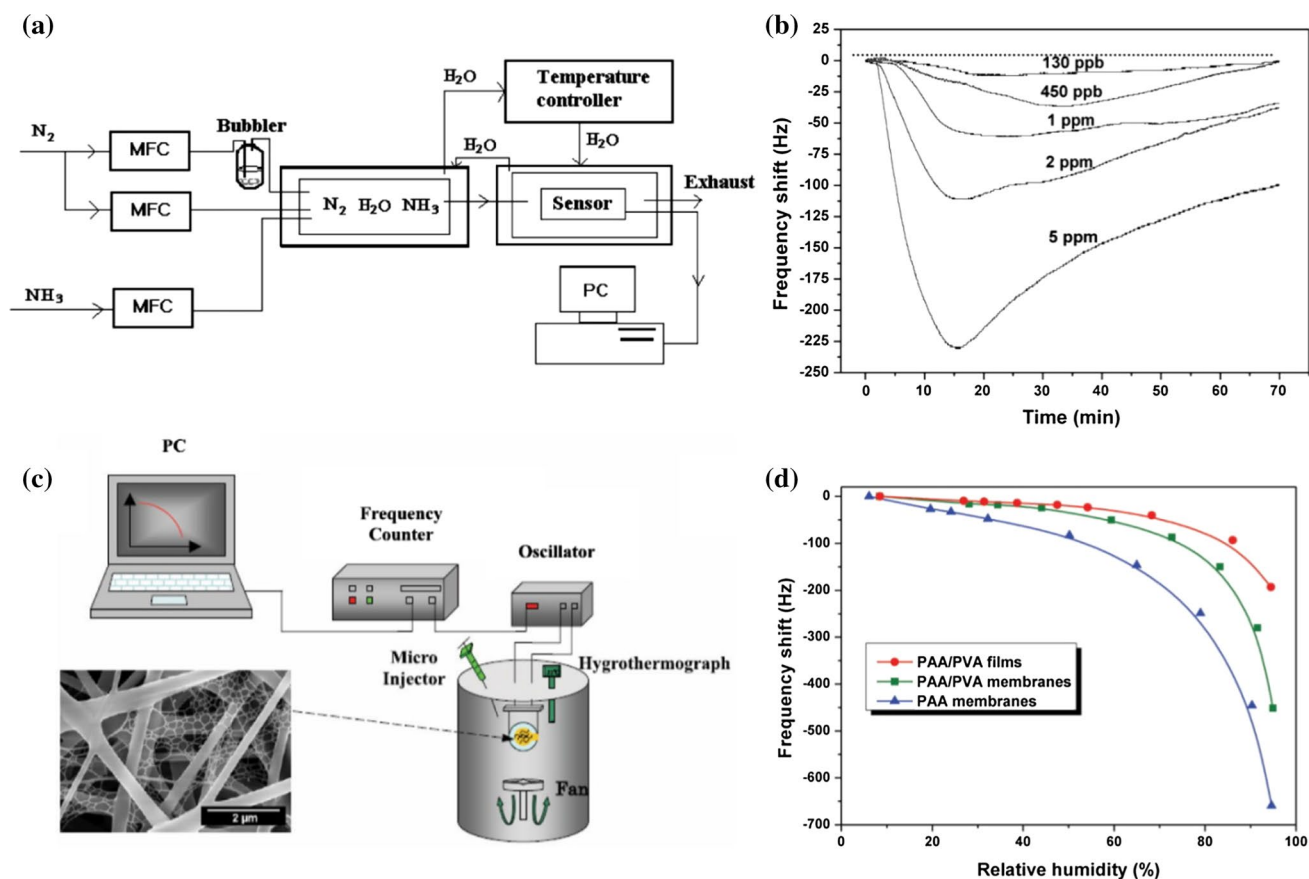 (a)
N2
MFC
Bubbler
MFC
NH3
MFC
N2 H2O NH3
H2O
Temperature
controller
H2O
H2O
Sensor
Exhaust
PC
(b)
Frequency shift (Hz)
25
0
-25
-50
-75
-100
-125
-150
-175
-200
-225
-250
130 ppb
450 ppb
1 ppm
2 ppm
5 ppm
0 10 20 30 40 50 60 70
Time (min)
(c)
PC
Frequency
Counter
Oscillator
Micro
Injector
Hygrothermograph
Fan
2 µm
(d)
Frequency shift (Hz)
0
-100
-200
-300
-400
-500
-600
-700
PAA/PVA films
PAA/PVA membranes
PAA membranes
0 20 40 60 80 100
Relative humidity (%)